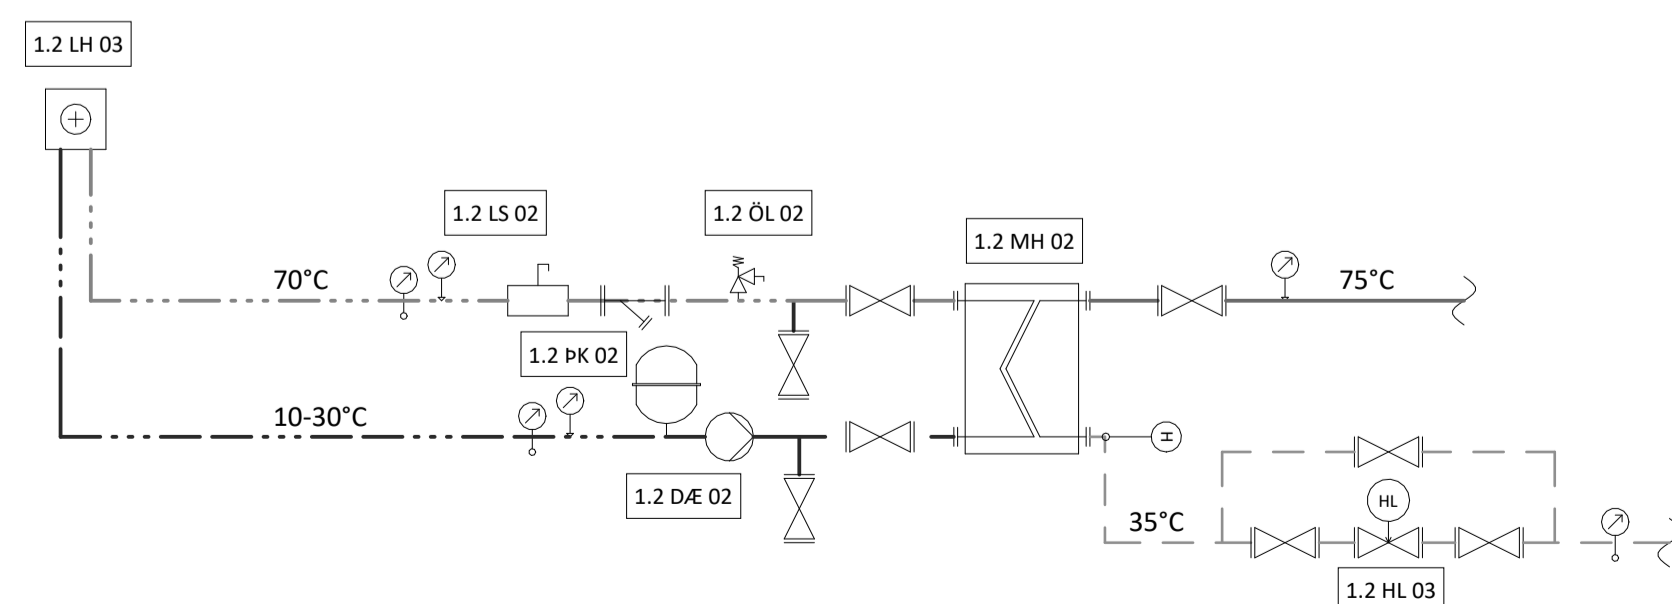 1.2 LH 03
1.2 LS 02
1.2 ÖL 02
1.2 MH 02
70°C
75°C
1.2 ÞK 02
10-30°C
H
1.2 DÆ 02
HL
35°C
1.2 HL 03